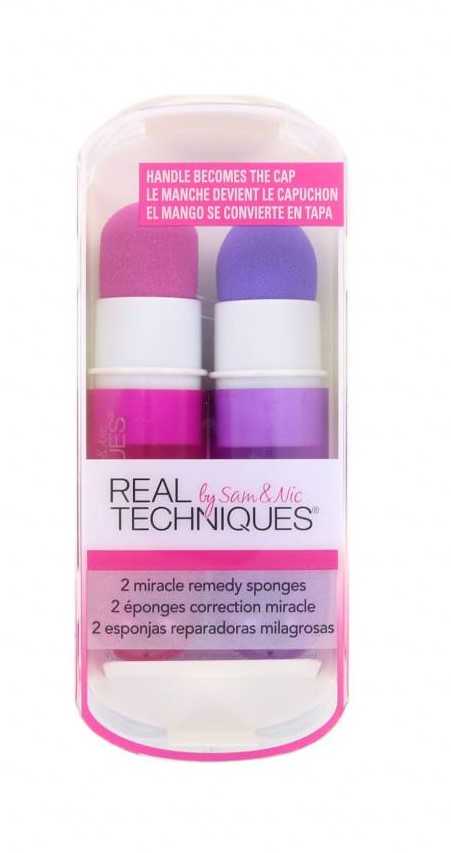 HANDLE BECOMES THE CAP
LE MANCHE DEVIENT LE CAPUCHON
EL MANGO SE CONVIERTE EN TAPA
REAL by Sam & Nic
TECHNIQUES®
2 miracle remedy sponges
2 éponges correction miracle
2 esponjas reparadoras milagrosas